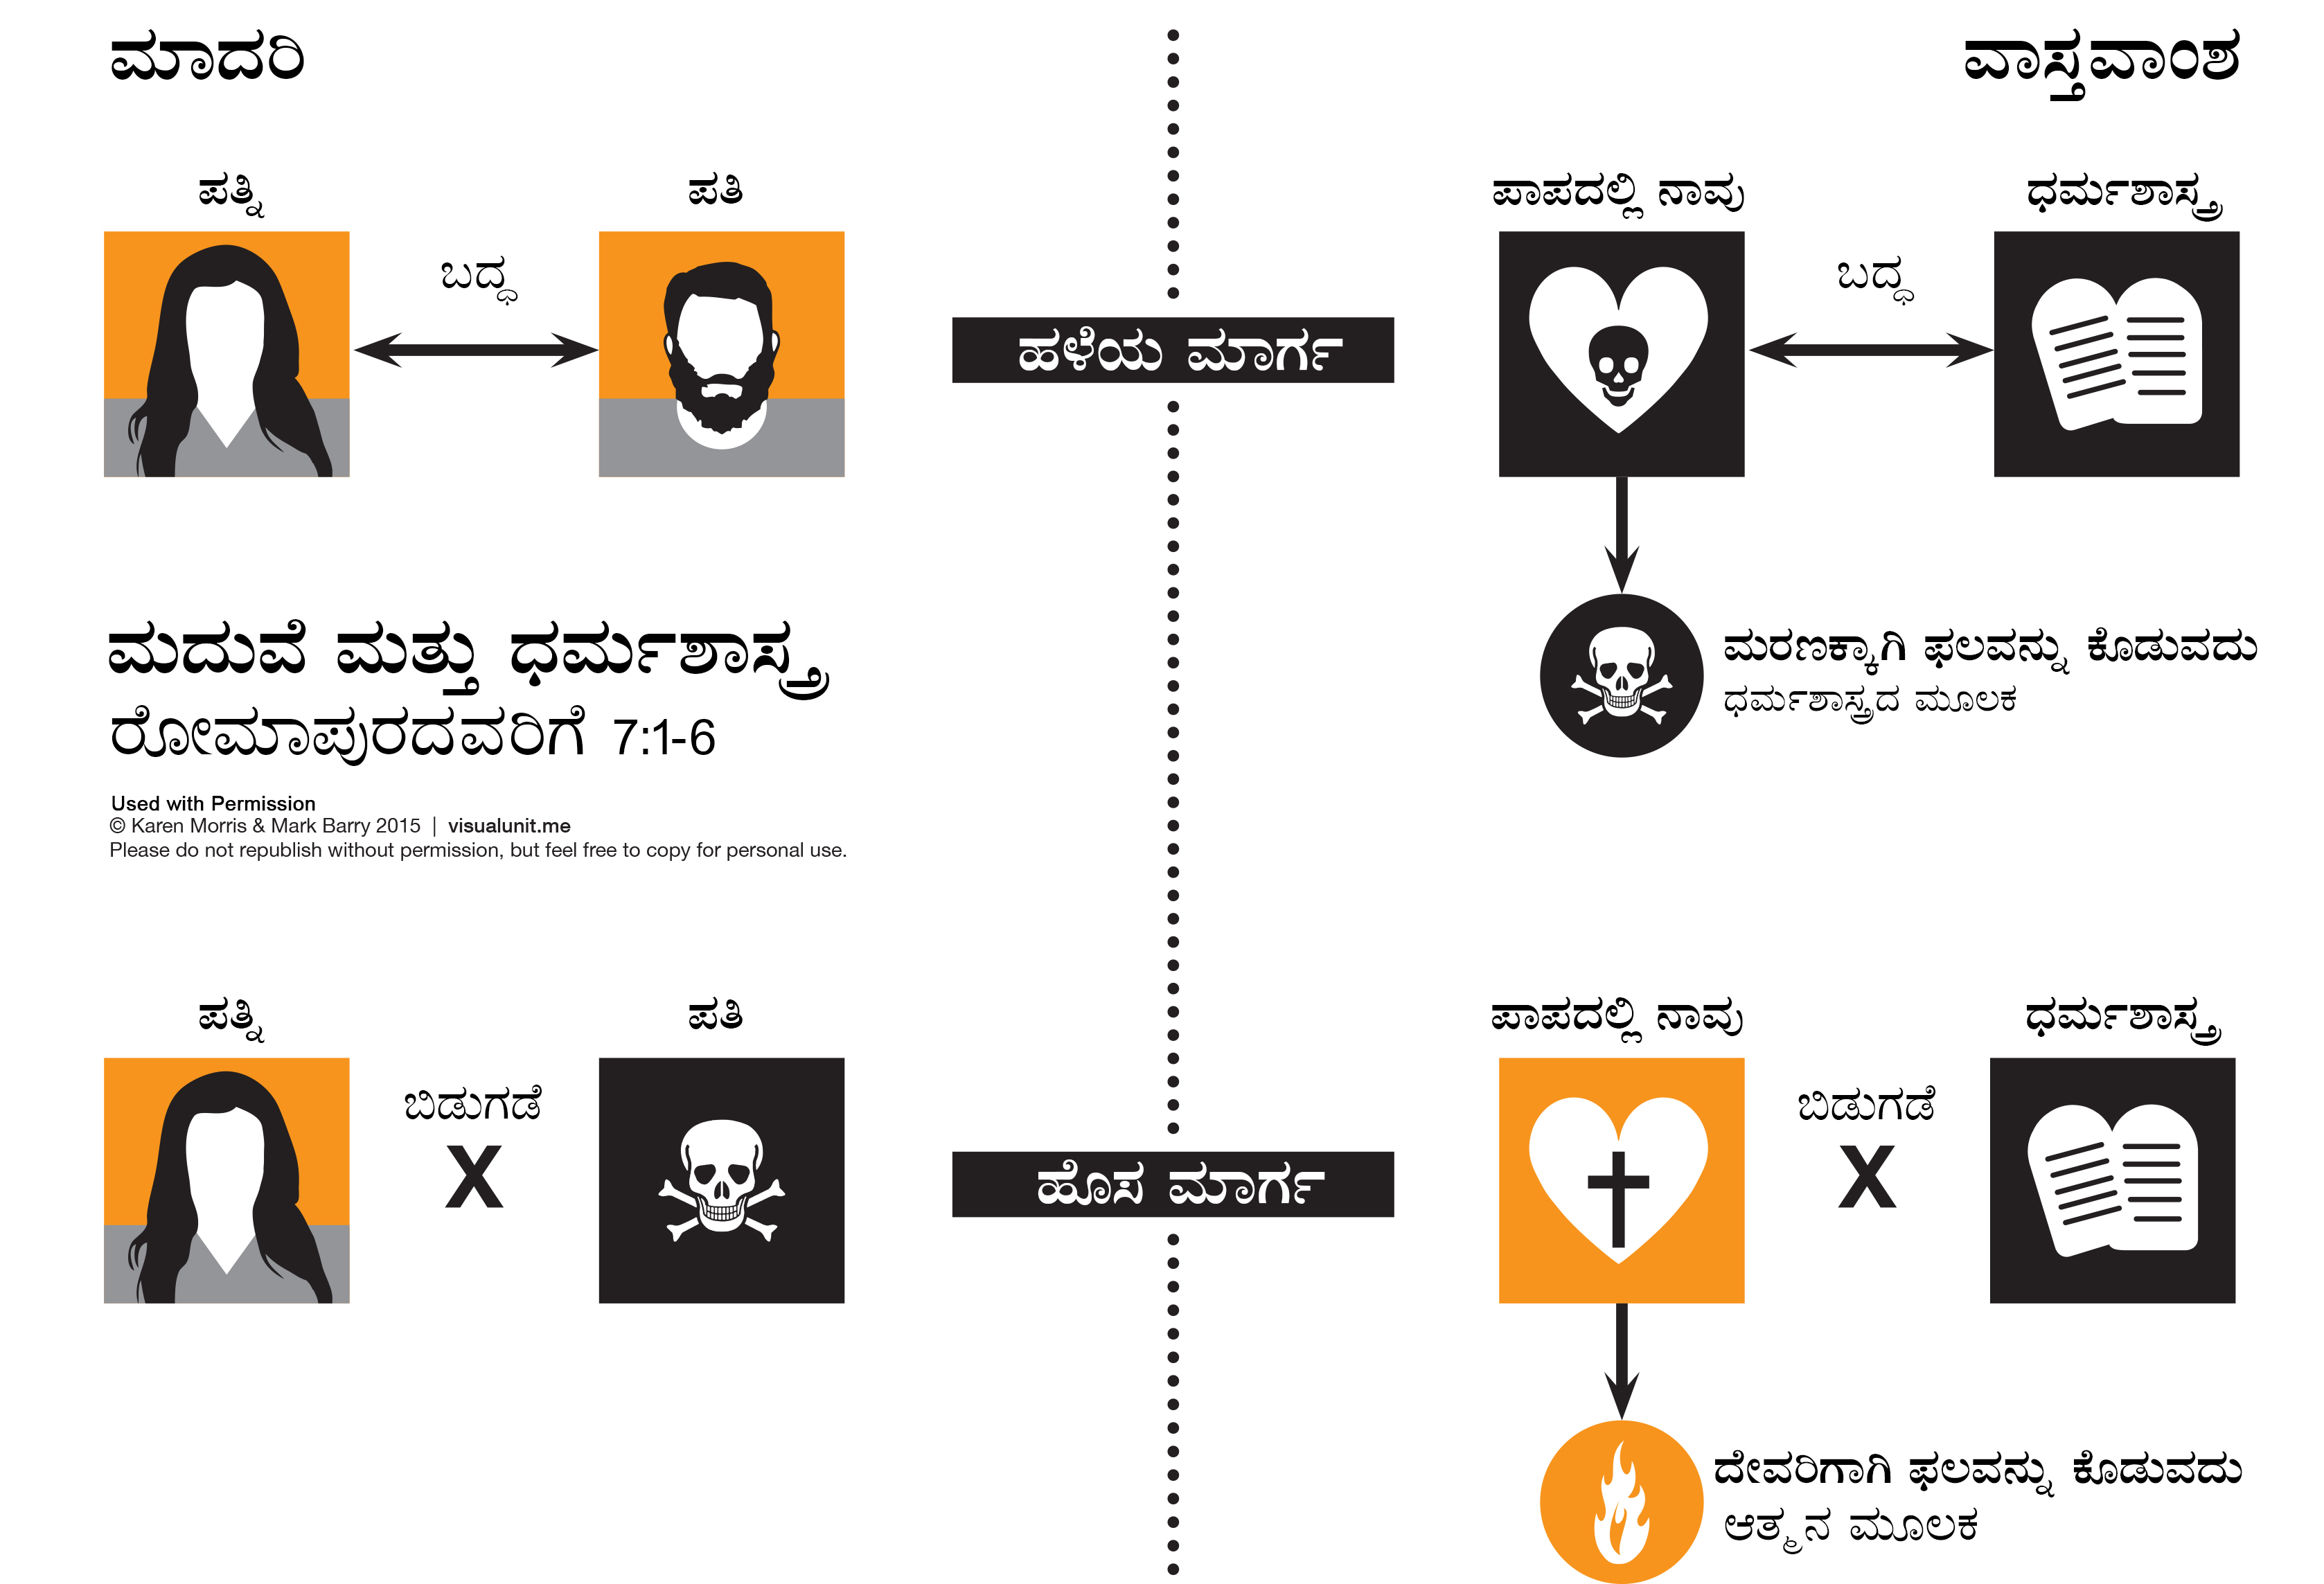 ಮಾದರಿ
ವಾಸ್ತವಾಂಶ
ಪತ್ನಿ
ಪತಿ
ಪಾಪದಲ್ಲಿ ನಾವು
ಧರ್ಮಶಾಸ್ತ್ರ
ಬದ್ಧ
ಬದ್ಧ
ಹಳೆಯ ಮಾರ್ಗ
ಮದುವೆ ಮತ್ತು ಧರ್ಮಶಾಸ್ತ್ರ
ರೋಮಾಪುರದವರಿಗೆ 7:1-6
ಮರಣಕ್ಕಾಗಿ ಫಲವನ್ನು ಕೊಡುವದು
ಧರ್ಮಶಾಸ್ತ್ರದ ಮೂಲಕ
Used with Permission
© Karen Morris & Mark Barry 2015 | visualunit.me
Please do not republish without permission, but feel free to copy for personal use.
ಪತ್ನಿ
ಪತಿ
ಪಾಪದಲ್ಲಿ ನಾವು
ಧರ್ಮಶಾಸ್ತ್ರ
ಬಿಡುಗಡೆ
X
ಬಿಡುಗಡೆ
X
ಹೊಸ ಮಾರ್ಗ
ದೇವರಿಗಾಗಿ ಫಲವನ್ನು ಕೊಡುವದು
ಆತ್ಮನ ಮೂಲಕ